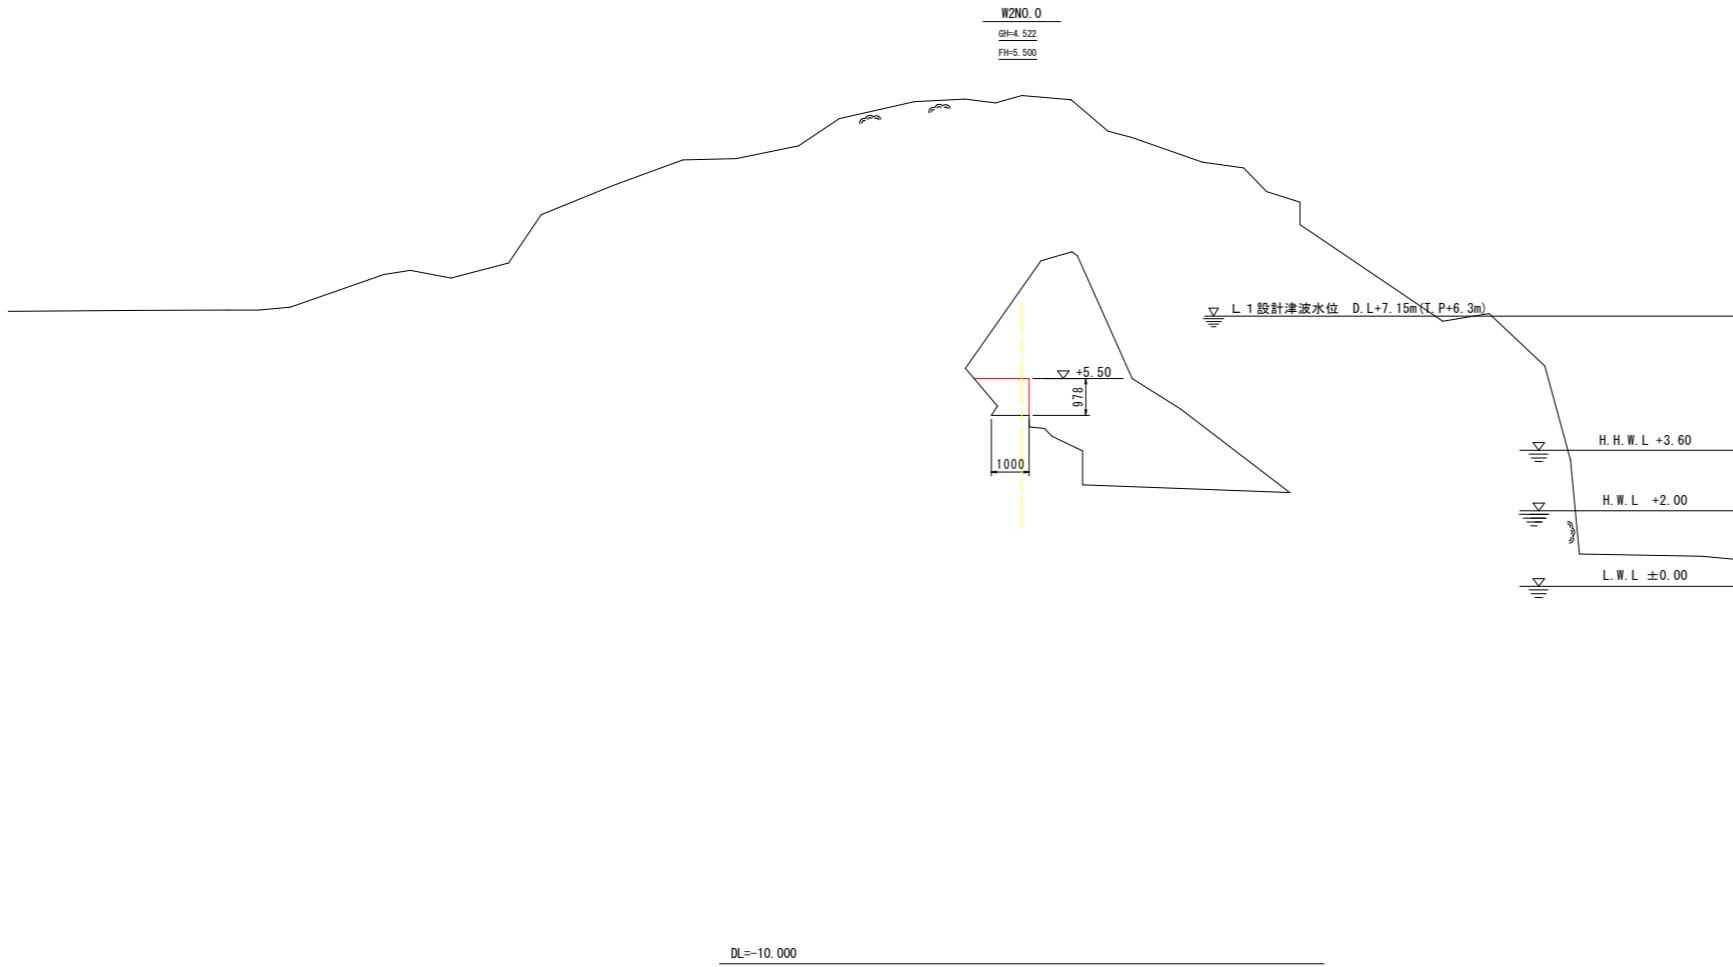 W2NO.0
GH=4.522
FH=5.500
L1設計津波水位 D.L+7.15m(T.P+6.3m)
+5.50
978
H.H.W.L +3.60
1000
H.W.L +2.00
L.W.L ±0.00
DL=-10.000